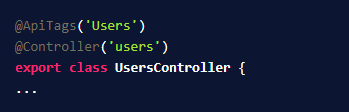 @ApiTags('Users')
@Controller('users')
export class UsersController {
...